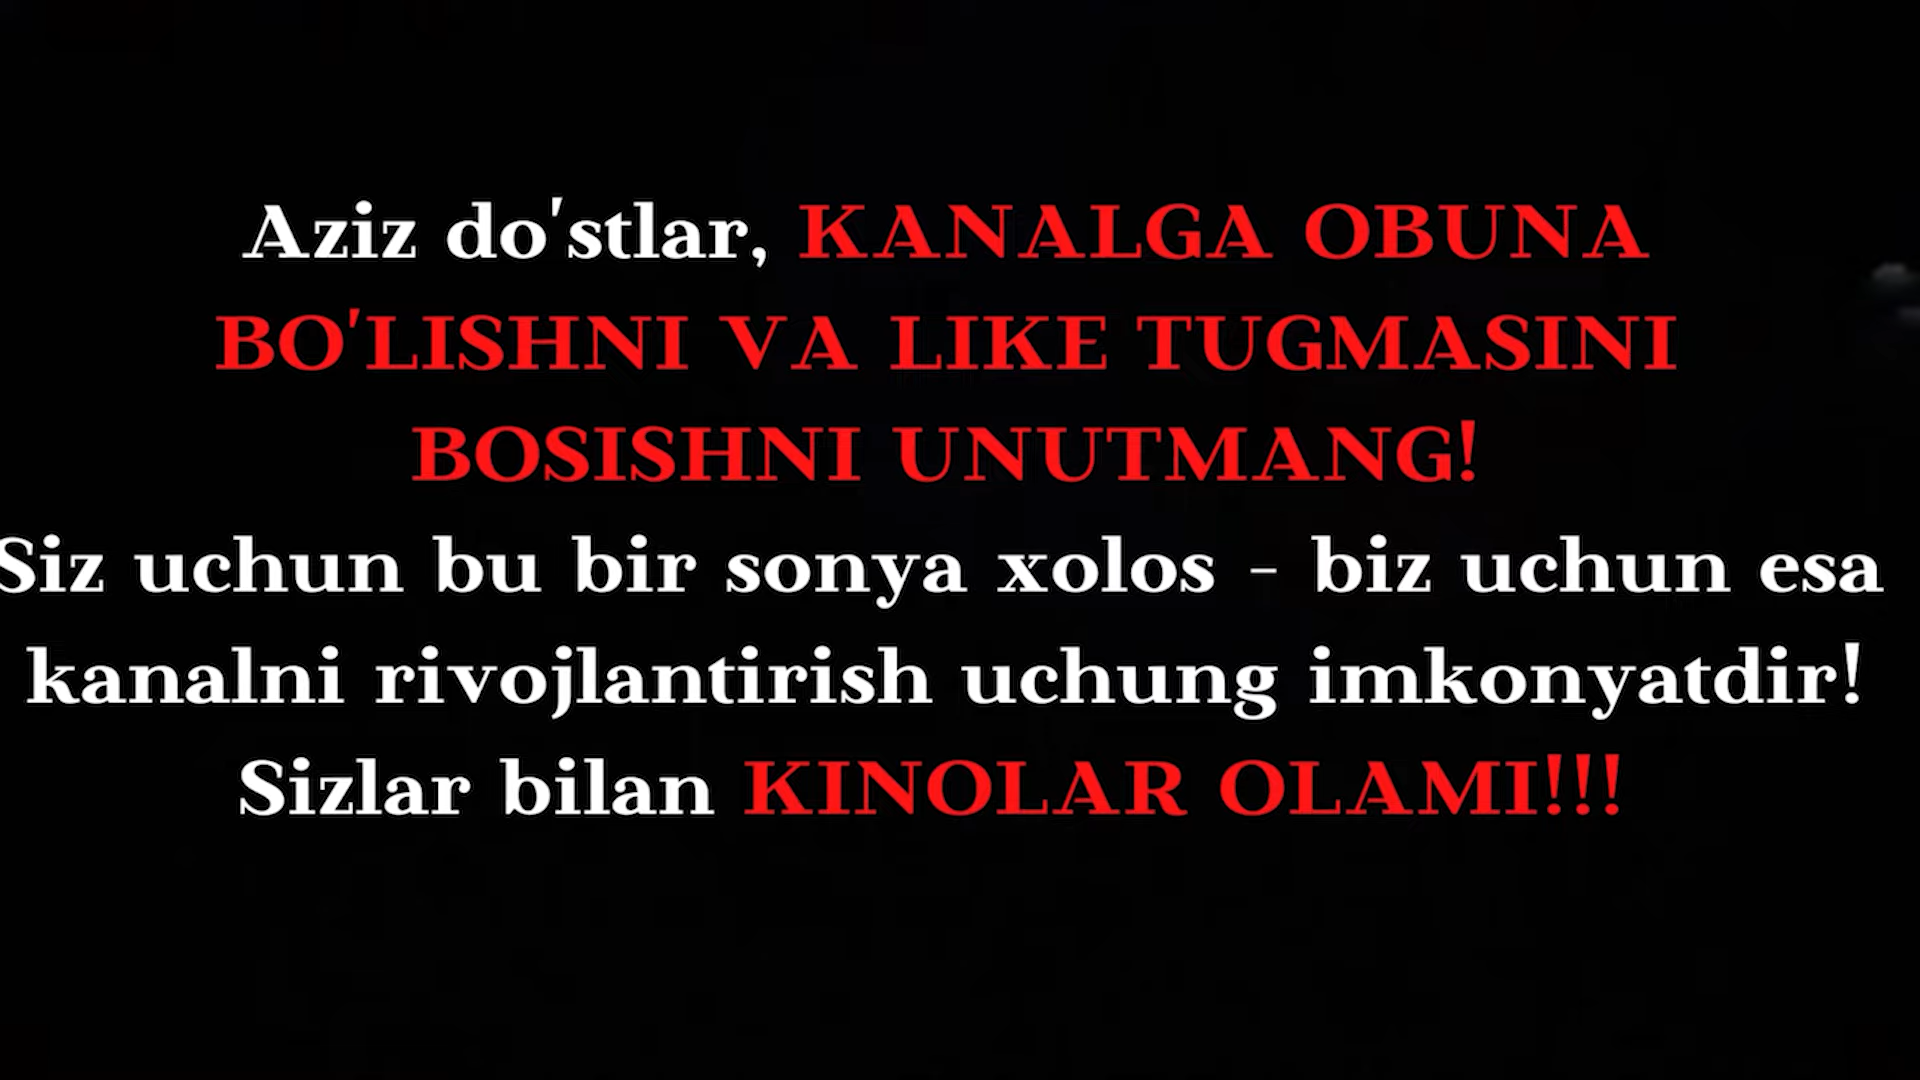 Aziz do'stlar, KANALGA OBUNA
BO'LISHNI VA LIKE TUGMASINI
BOSISHNI UNUTMANG!
Siz uchun bu bir sonya xolos - biz uchun esa
kanalni rivojlantirish uchung imkonyatdir!
Sizlar bilan KINOLAR OLAMI!!!